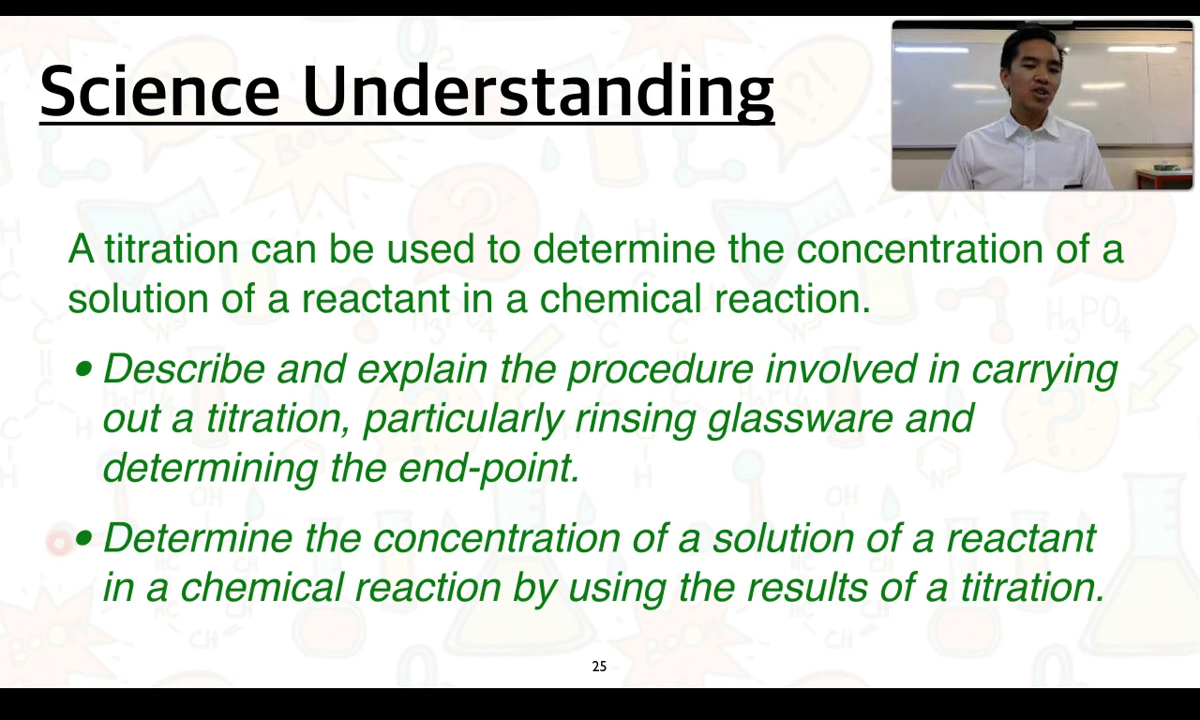 Science Understanding
A titration can be used to determine the concentration of a
solution of a reactant in a chemical reaction.
• Describe and explain the procedure involved in carrying
out a titration, particularly rinsing glassware and
determining the end-point.
• Determine the concentration of a solution of a reactant
in a chemical reaction by using the results of a titration.
25